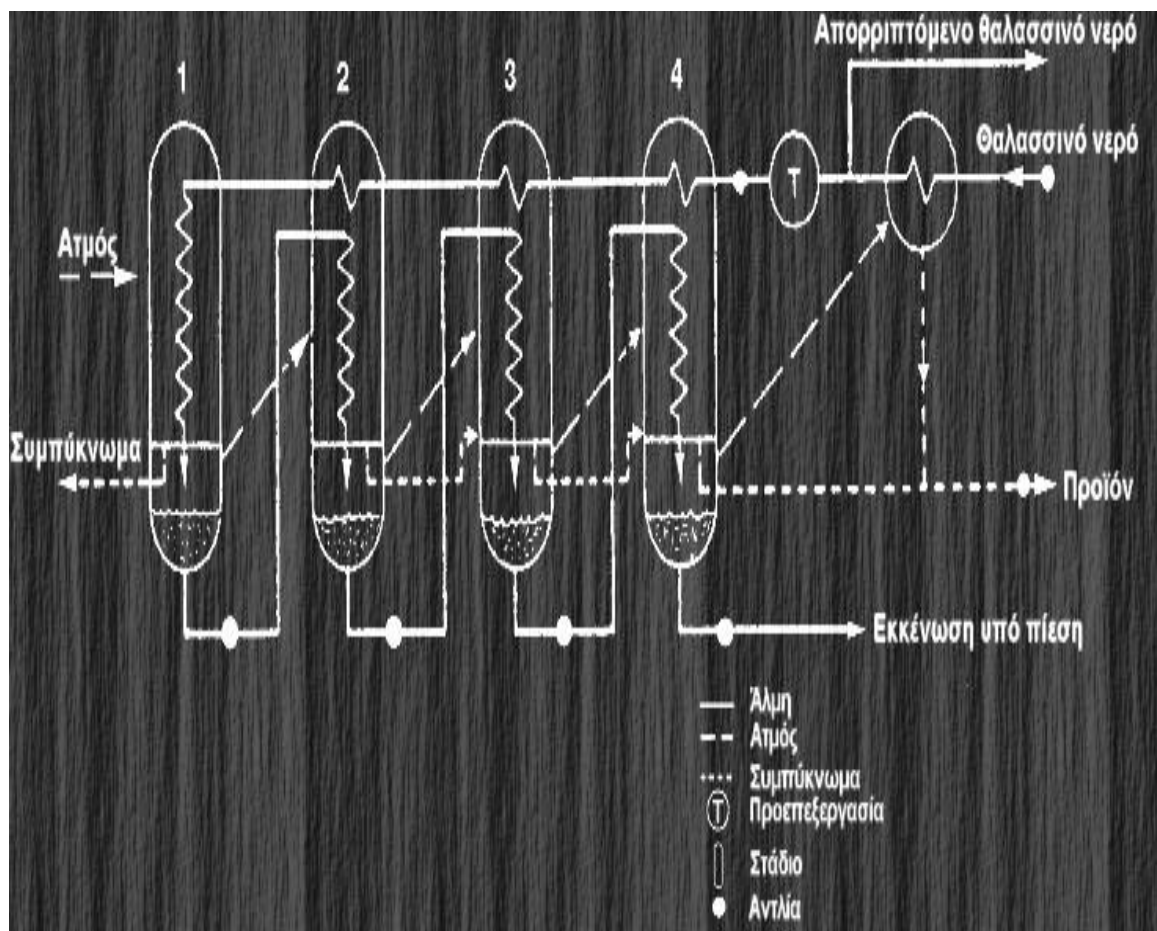 Απορριπτόμενο θαλασσινό νερό
1
2
3
4
Θαλασσινό νερό
T
Ατμός
Συμπύκνωμα
Προϊόν
Εκκένωση υπό πίεση
Άλμη
Ατμός
Συμπύκνωμα
T Προεπεξεργασία
Στάδιο
Αντλία